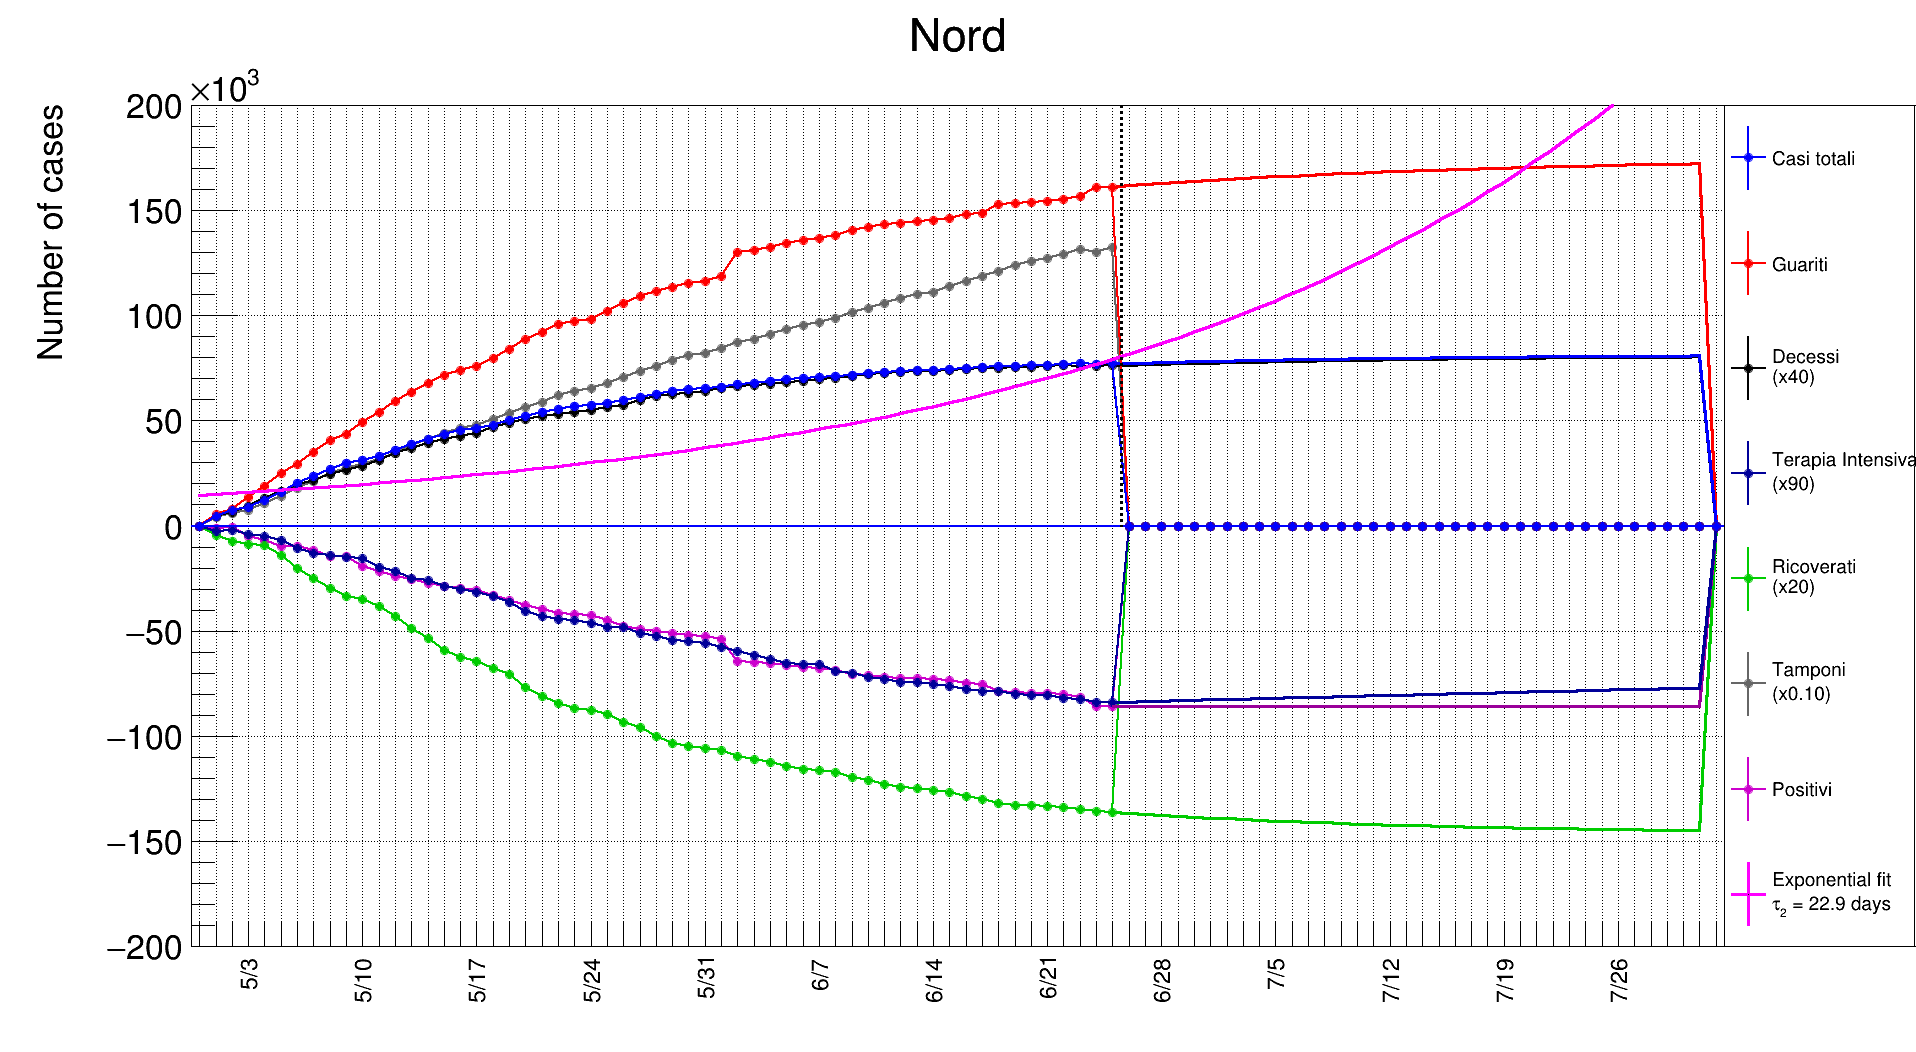 Nord
×10³
Number of cases
200
150
100
50
0
−50
−100
−150
−200
5/3
5/10
5/17
5/24
5/31
6/7
6/14
6/21
6/28
7/5
7/12
7/19
7/26
Casi totali
Guariti
Decessi
(x40)
Terapia Intensiva
(x90)
Ricoverati
(x20)
Tamponi
(x0.10)
Positivi
Exponential fit
τ₂ = 22.9 days